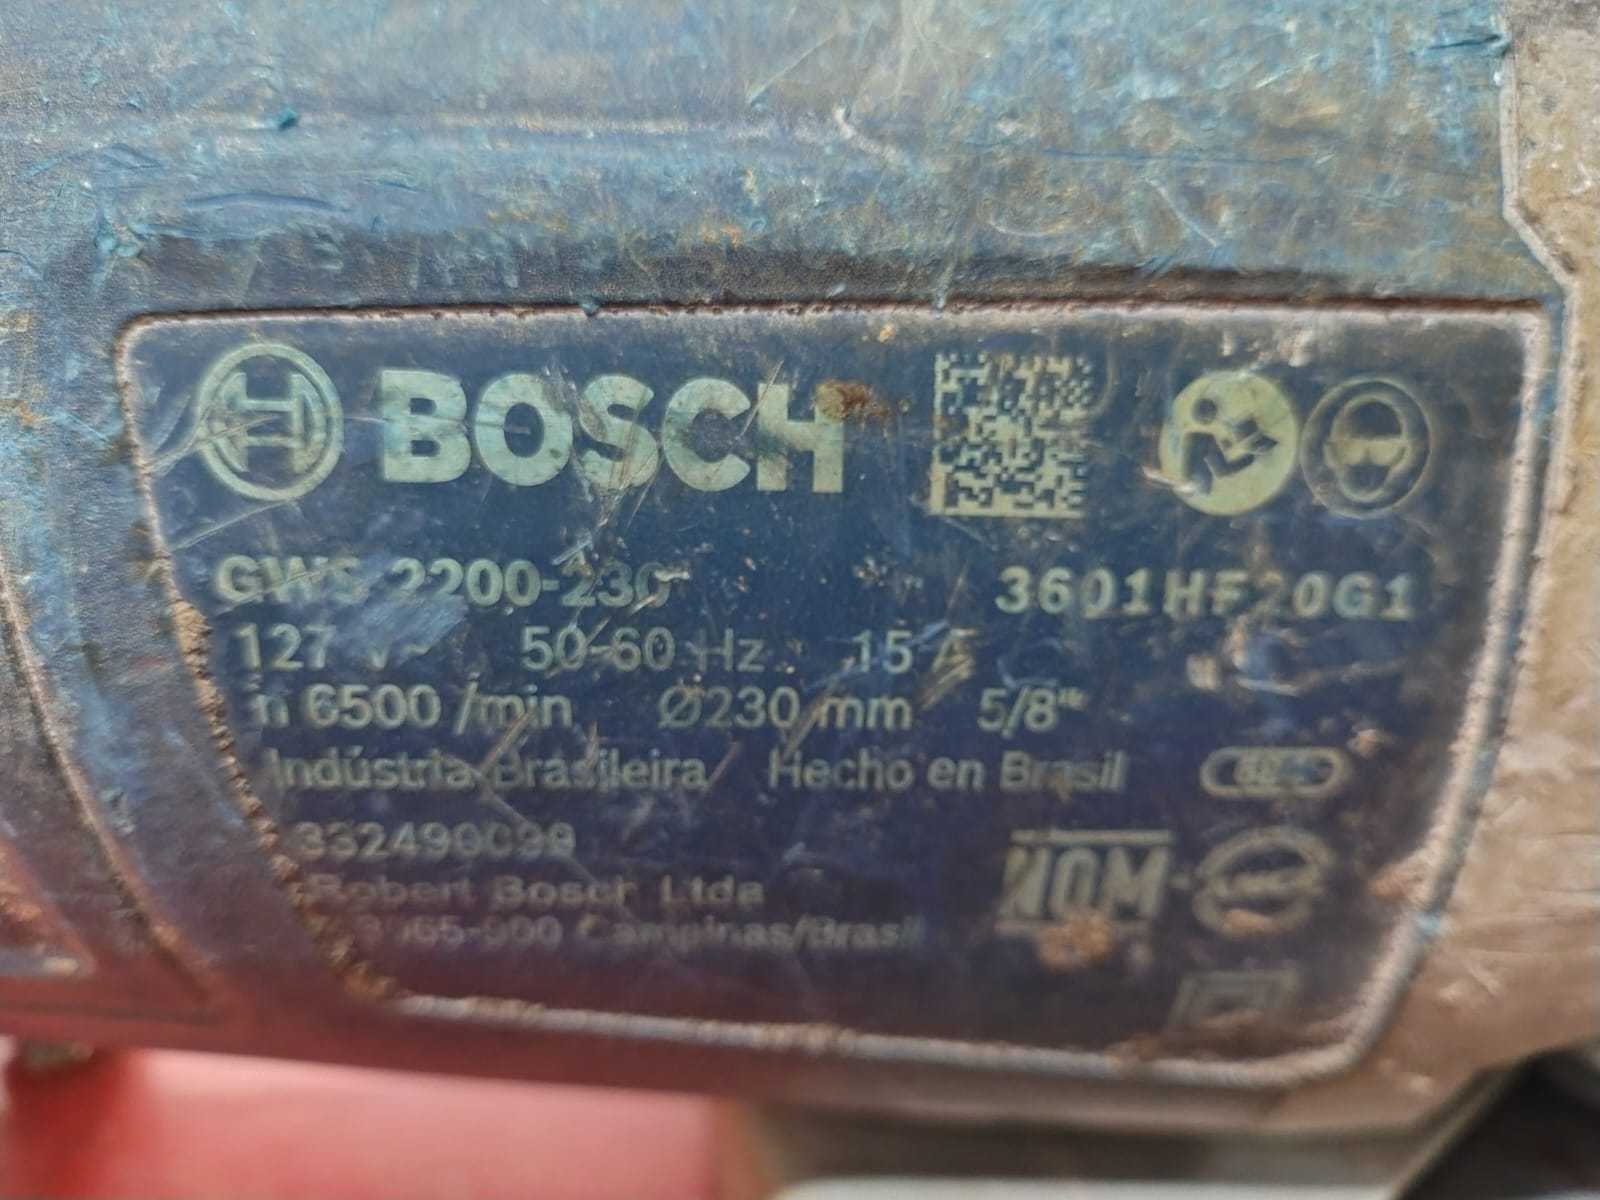 BOSCH
GWS 2200-230 3601HF20G1
127 V~ 50-60 Hz 15 A
n 6500 /min Ø230 mm 5/8"
Indústria Brasileira Hecho en Brasil
332490099
Robert Bosch Ltda
Campinas/Brasil
NOM